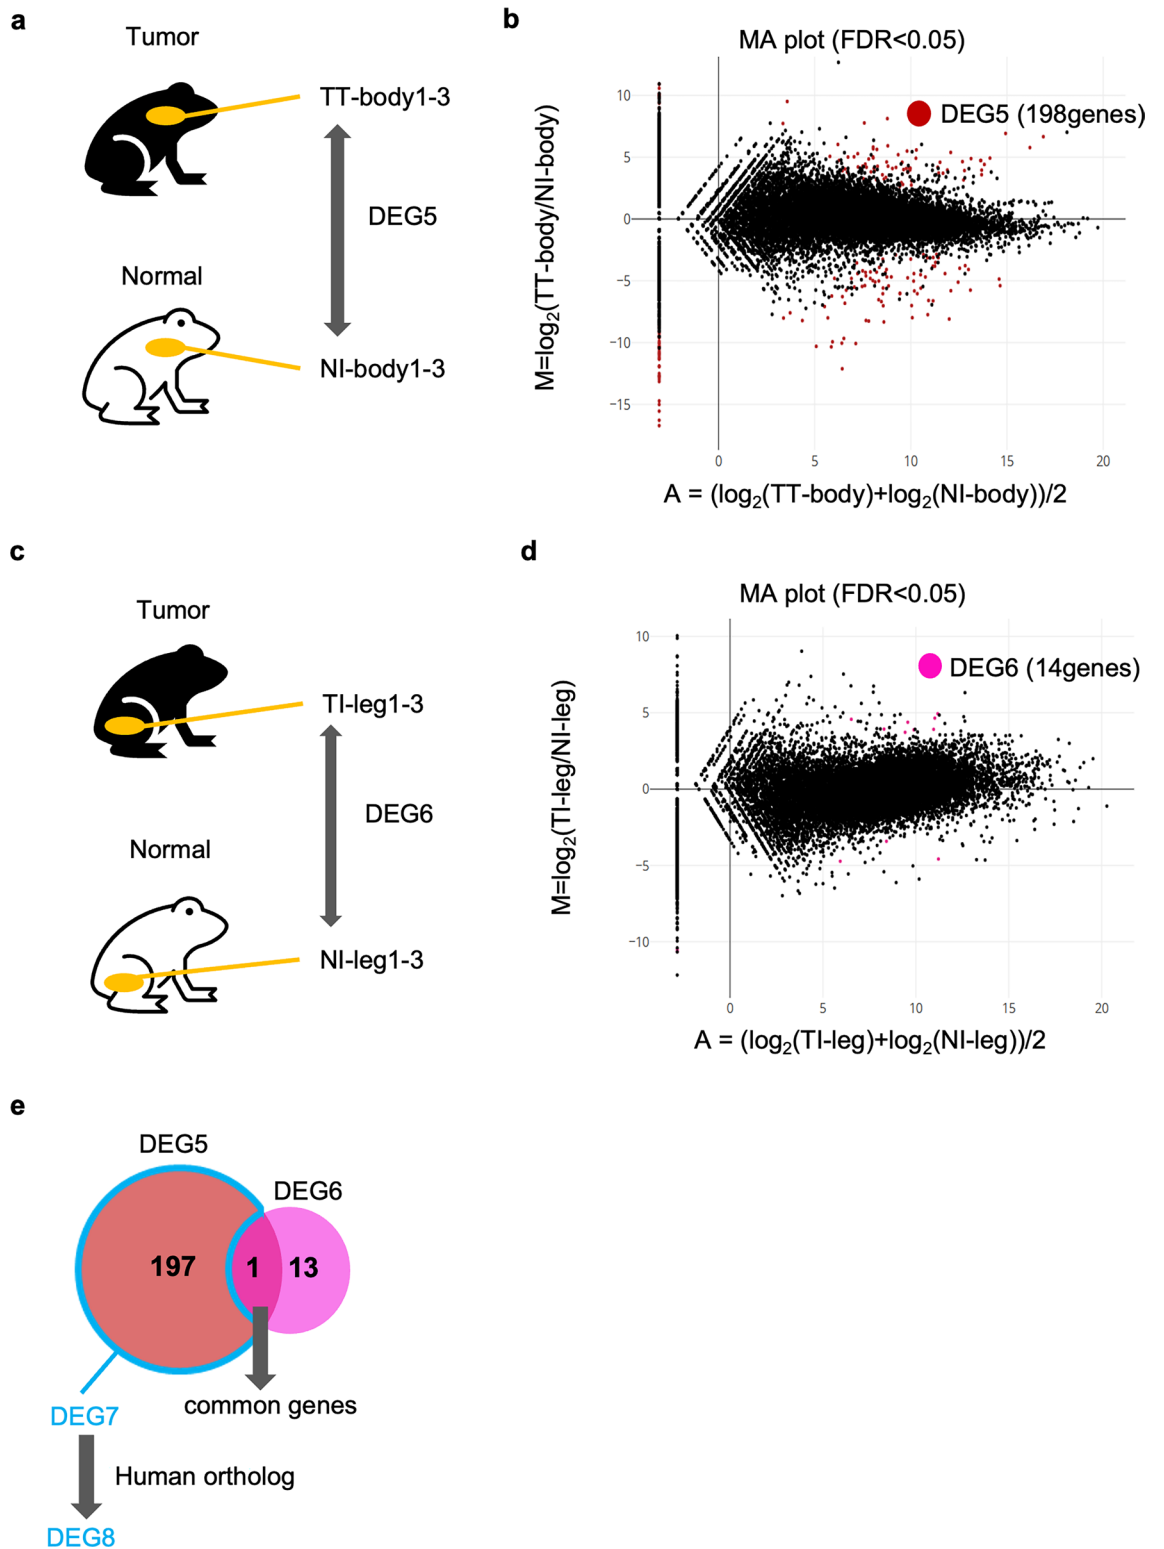 a
Tumor
TT-body1-3
DEG5
Normal
NI-body1-3
b
MA plot (FDR<0.05)
DEG5 (198genes)
M=log2(TT-body/NI-body)
10
5
0
−5
−10
−15
0
5
10
15
20
A = (log2(TT-body)+log2(NI-body))/2
c
Tumor
TI-leg1-3
DEG6
Normal
NI-leg1-3
d
MA plot (FDR<0.05)
DEG6 (14genes)
M=log2(TI-leg/NI-leg)
10
5
0
−5
−10
0
5
10
15
20
A = (log2(TI-leg)+log2(NI-leg))/2
e
DEG5
DEG6
197
1
13
common genes
DEG7
Human ortholog
DEG8